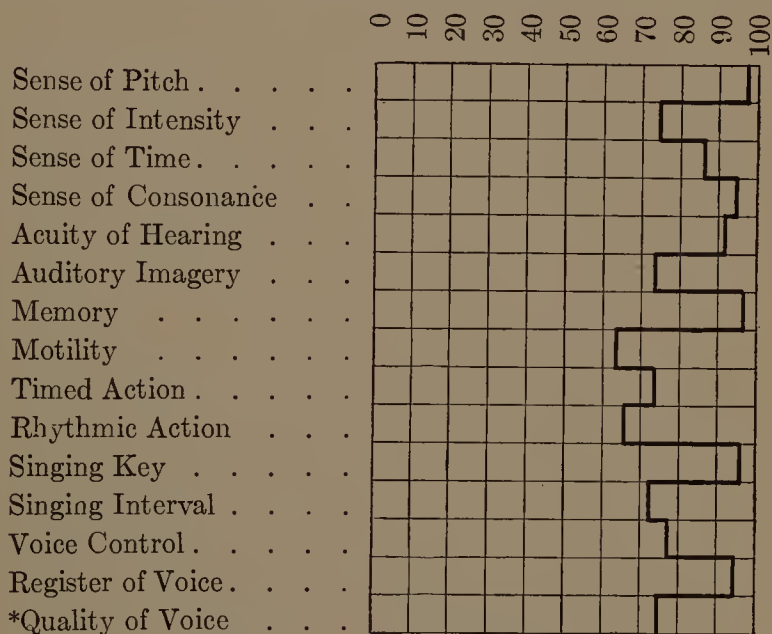 0 10 20 30 40 50 60 70 80 90 100
Sense of Pitch . . . . .
Sense of Intensity . . .
Sense of Time . . . . .
Sense of Consonance . .
Acuity of Hearing . . .
Auditory Imagery . . .
Memory . . . . . .
Motility . . . . . .
Timed Action . . . . .
Rhythmic Action . . .
Singing Key . . . . .
Singing Interval . . . .
Voice Control . . . . .
Register of Voice . . . .
*Quality of Voice . . .